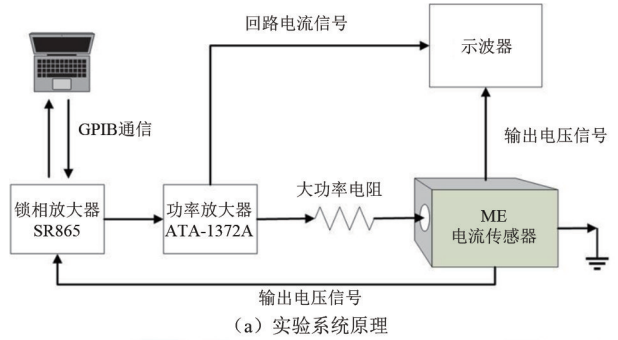 回路电流信号
示波器
GPIB通信
输出电压信号
大功率电阻
锁相放大器
SR865
功率放大器
ATA-1372A
ME
电流传感器
输出电压信号
（a）实验系统原理